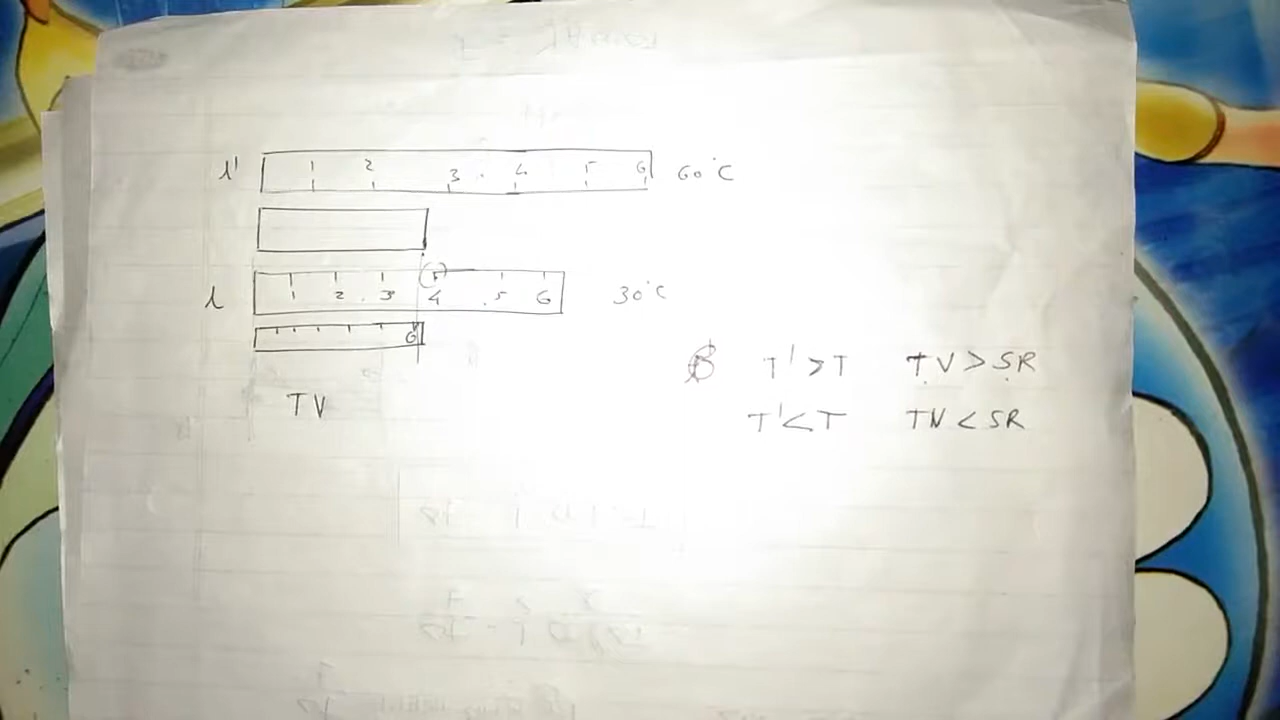 l' 1 2 3 . 4 5 6 60°C
l 1 2 . 3 4 . 5 6 30°C
6
T' > T TV > SR
TV
T' < T TV < SR